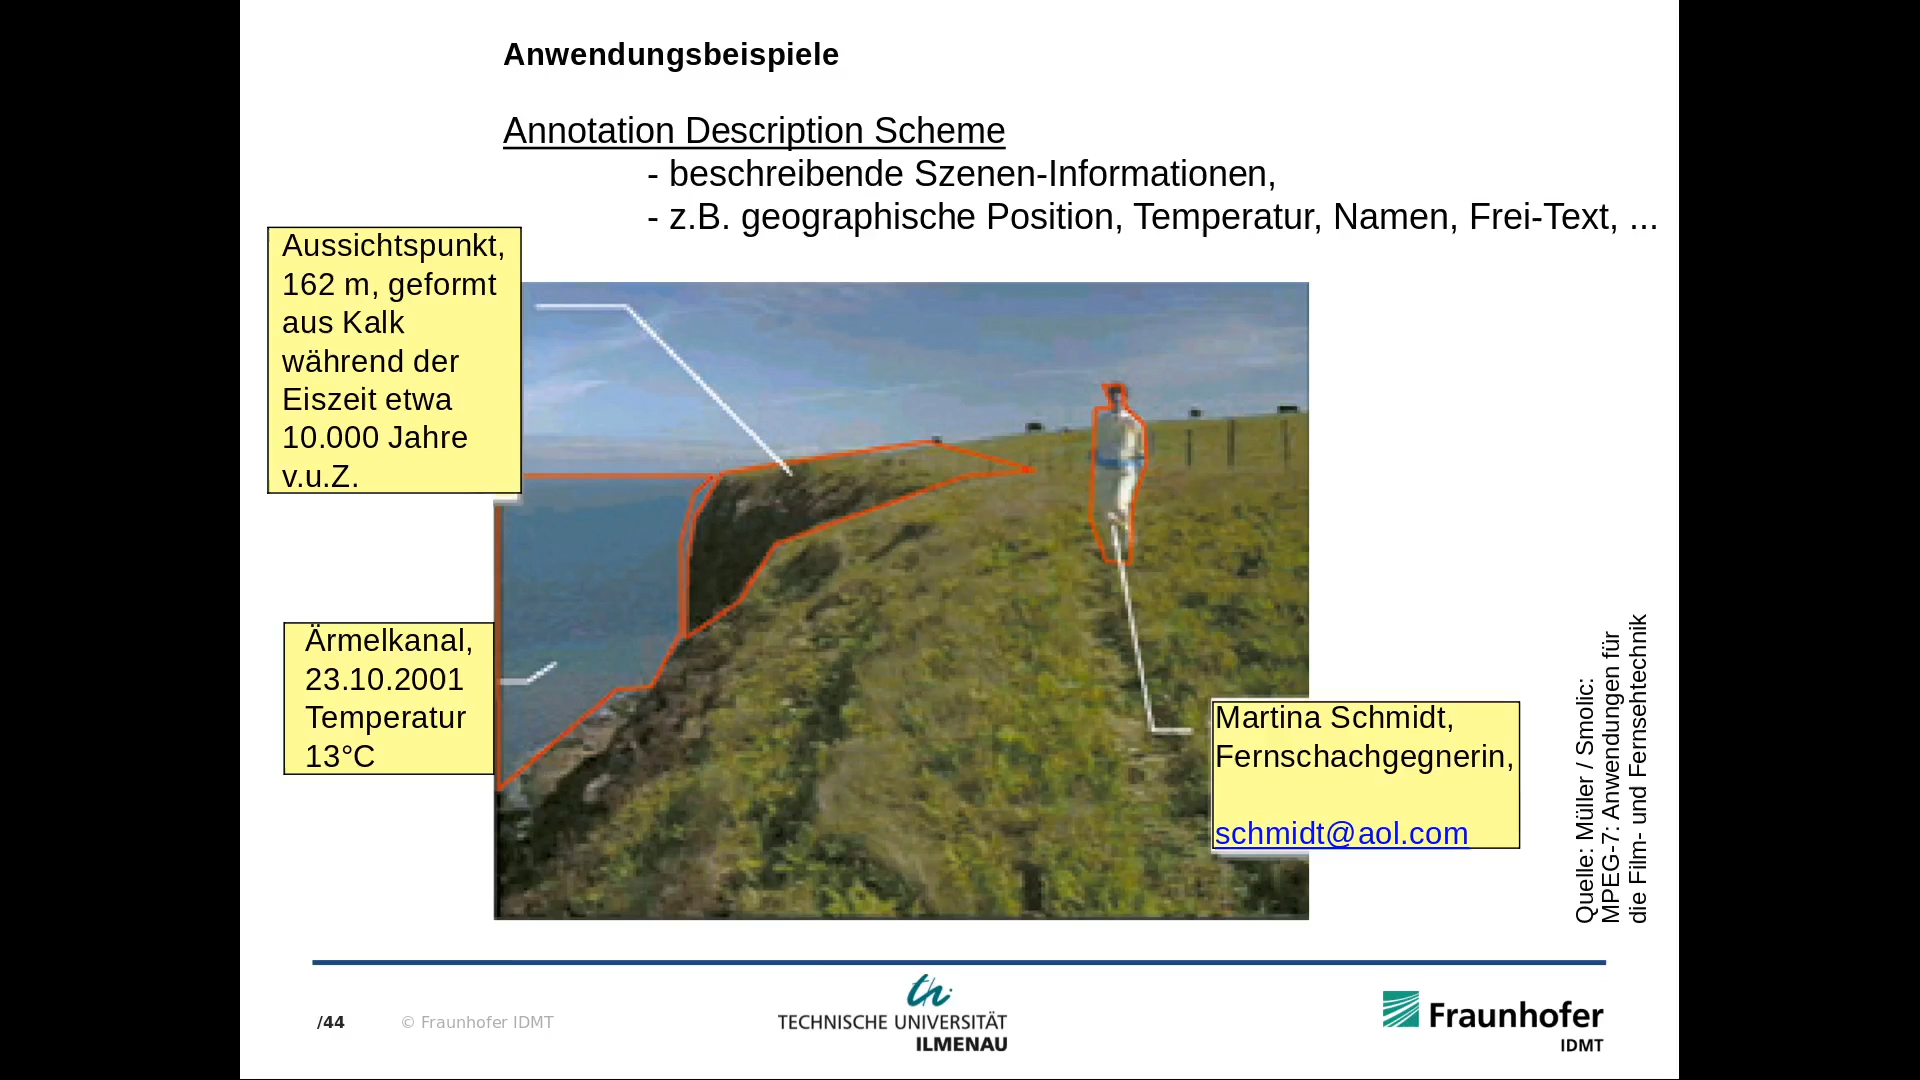 Anwendungsbeispiele
Annotation Description Scheme
- beschreibende Szenen-Informationen,
- z.B. geographische Position, Temperatur, Namen, Frei-Text, ...
Aussichtspunkt,
162 m, geformt
aus Kalk
während der
Eiszeit etwa
10.000 Jahre
v.u.Z.
Ärmelkanal,
23.10.2001
Temperatur
13°C
Martina Schmidt,
Fernschachgegnerin,
schmidt@aol.com
Quelle: Müller / Smolic:
MPEG-7: Anwendungen für
die Film- und Fernsehtechnik
/44
© Fraunhofer IDMT
th
TECHNISCHE UNIVERSITÄT
ILMENAU
Fraunhofer
IDMT